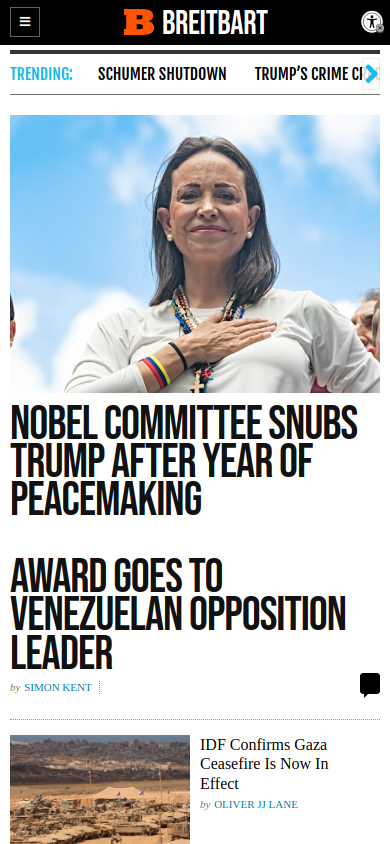 BREITBART
TRENDING: SCHUMER SHUTDOWN TRUMP'S CRIME
NOBEL COMMITTEE SNUBS
TRUMP AFTER YEAR OF
PEACEMAKING
AWARD GOES TO
VENEZUELAN OPPOSITION
LEADER
by SIMON KENT
IDF Confirms Gaza
Ceasefire Is Now In
Effect
by OLIVER JJ LANE